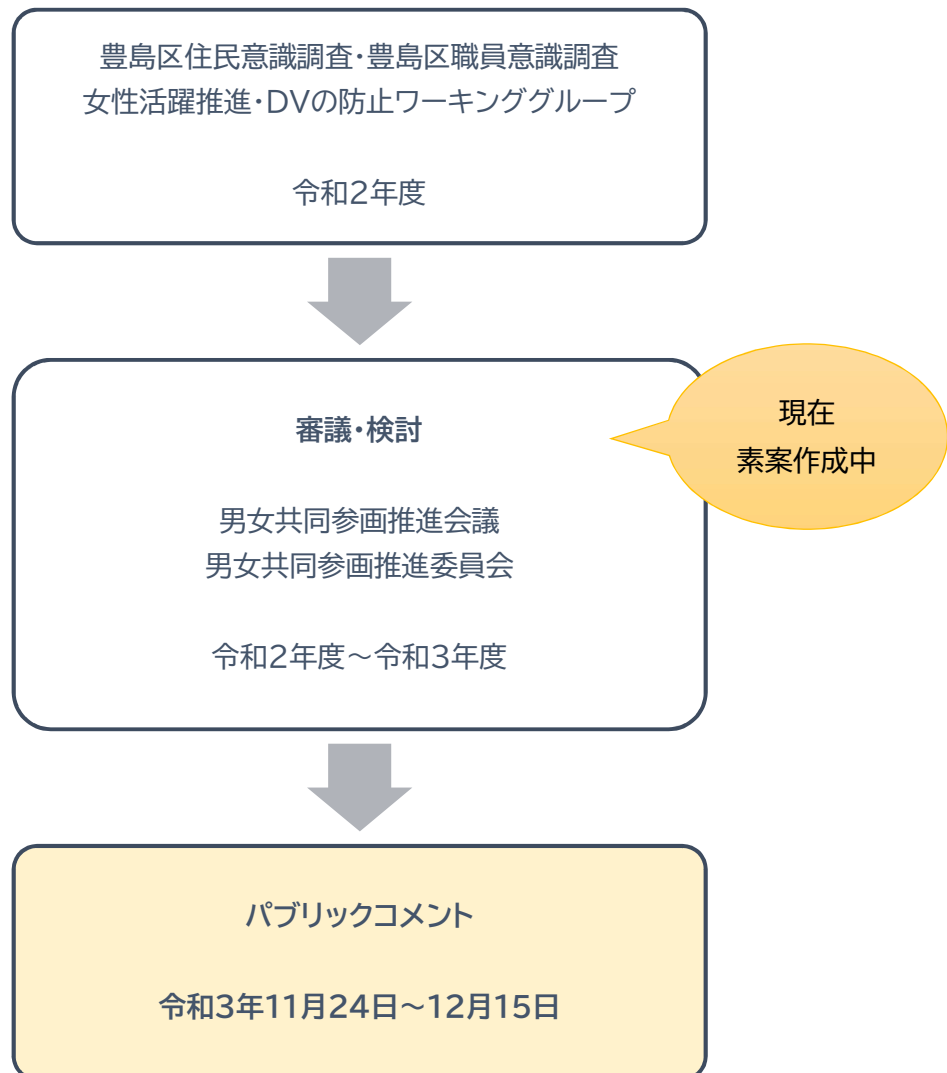 豊島区住民意識調査・豊島区職員意識調査
女性活躍推進・DVの防止ワーキンググループ
令和2年度
審議・検討
男女共同参画推進会議
男女共同参画推進委員会
令和2年度～令和3年度
現在
素案作成中
パブリックコメント
令和3年11月24日～12月15日